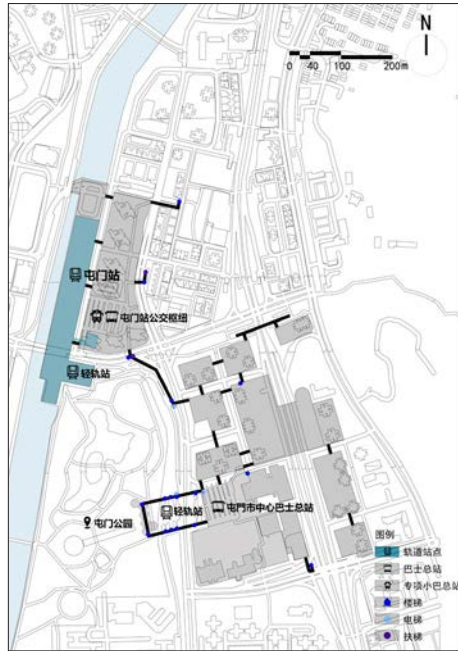 N
0 40 100 200m
屯门站
屯门站公交枢纽
轻轨站
轻轨站
屯門市中心巴士总站
屯门公园
图例
轨道站点
巴士总站
专项小巴总站
楼梯
电梯
扶梯